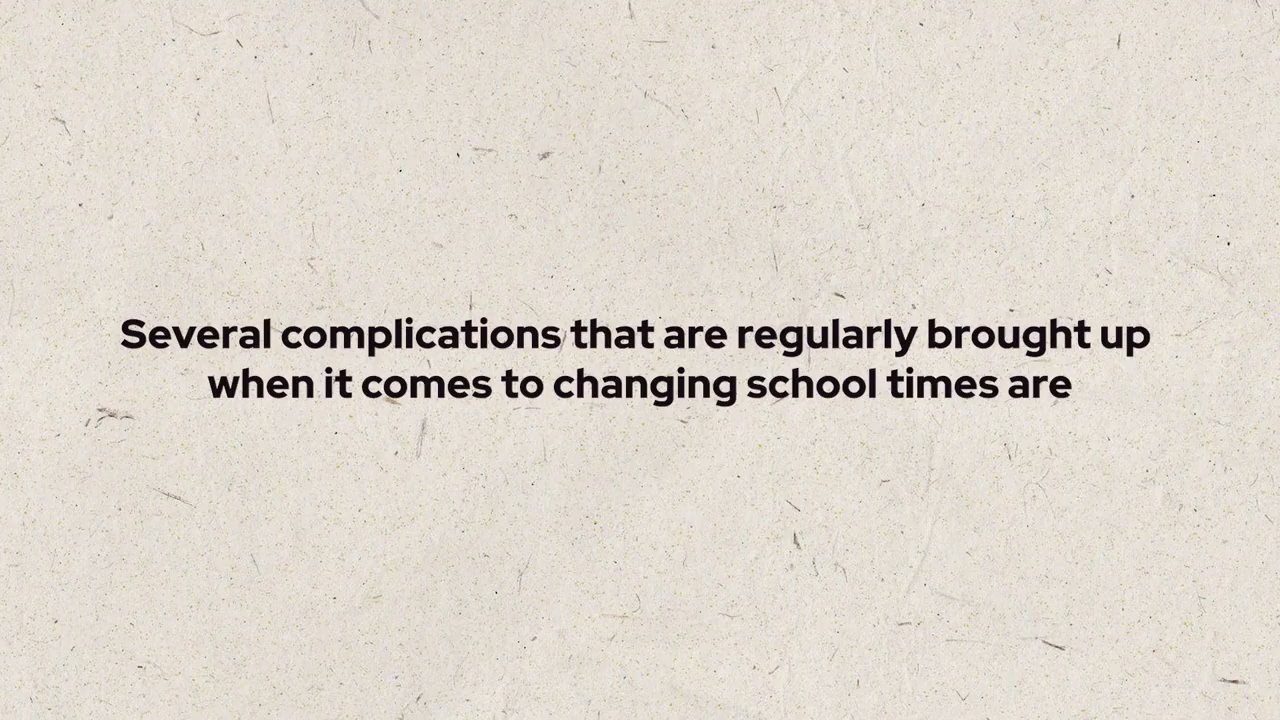 Several complications that are regularly brought up
when it comes to changing school times are